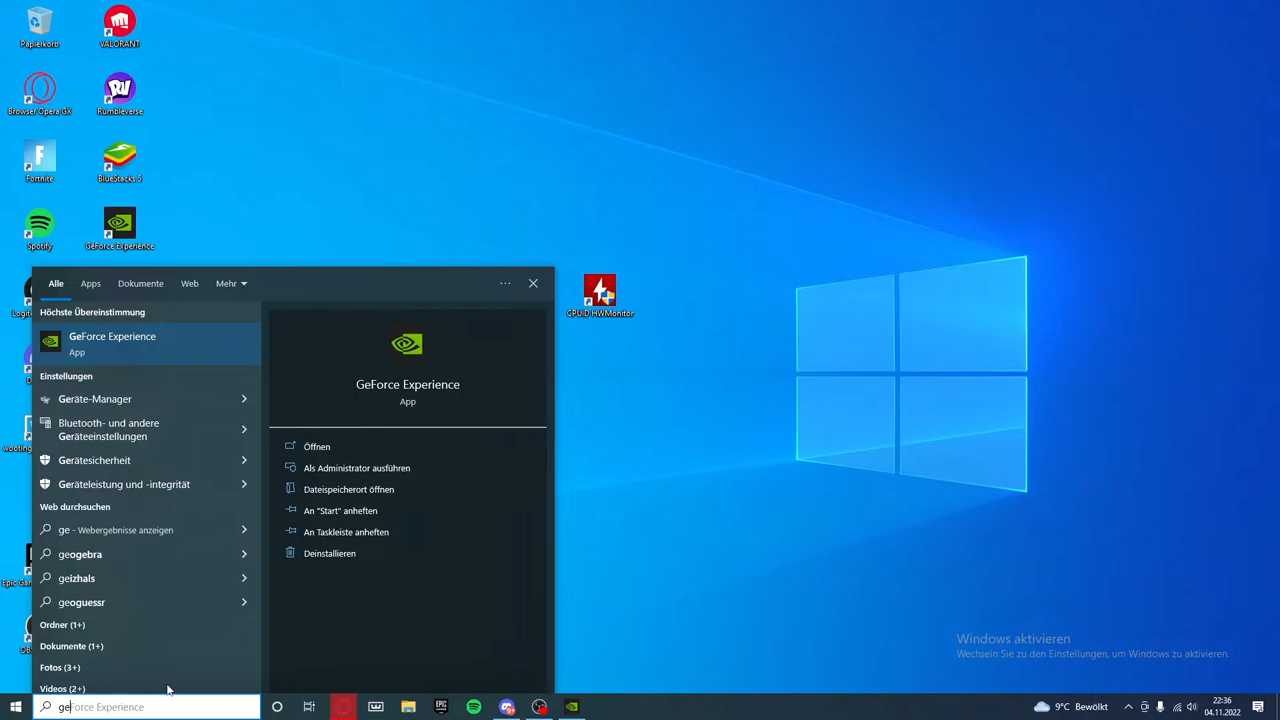 Papierkorb
VALORANT
Browser Opera GX
Rumbleverse
Fortnite
BlueStacks 5
Spotify
GeForce Experience
CPUID HWMonitor
Alle Apps Dokumente Web Mehr
Höchste Übereinstimmung
GeForce Experience
App
Einstellungen
Geräte-Manager
Bluetooth- und andere
Geräteeinstellungen
Gerätesicherheit
Geräteleistung und -integrität
Web durchsuchen
ge - Webergebnisse anzeigen
geogebra
geizhals
geoguessr
Ordner (1+)
Dokumente (1+)
Fotos (3+)
Videos (2+)
GeForce Experience
App
Öffnen
Als Administrator ausführen
Dateispeicherort öffnen
An "Start" anheften
An Taskleiste anheften
Deinstallieren
Windows aktivieren
Wechseln Sie zu den Einstellungen, um Windows zu aktivieren.
geForce Experience
EPIC
9°C Bewölkt
22:36
04.11.2022